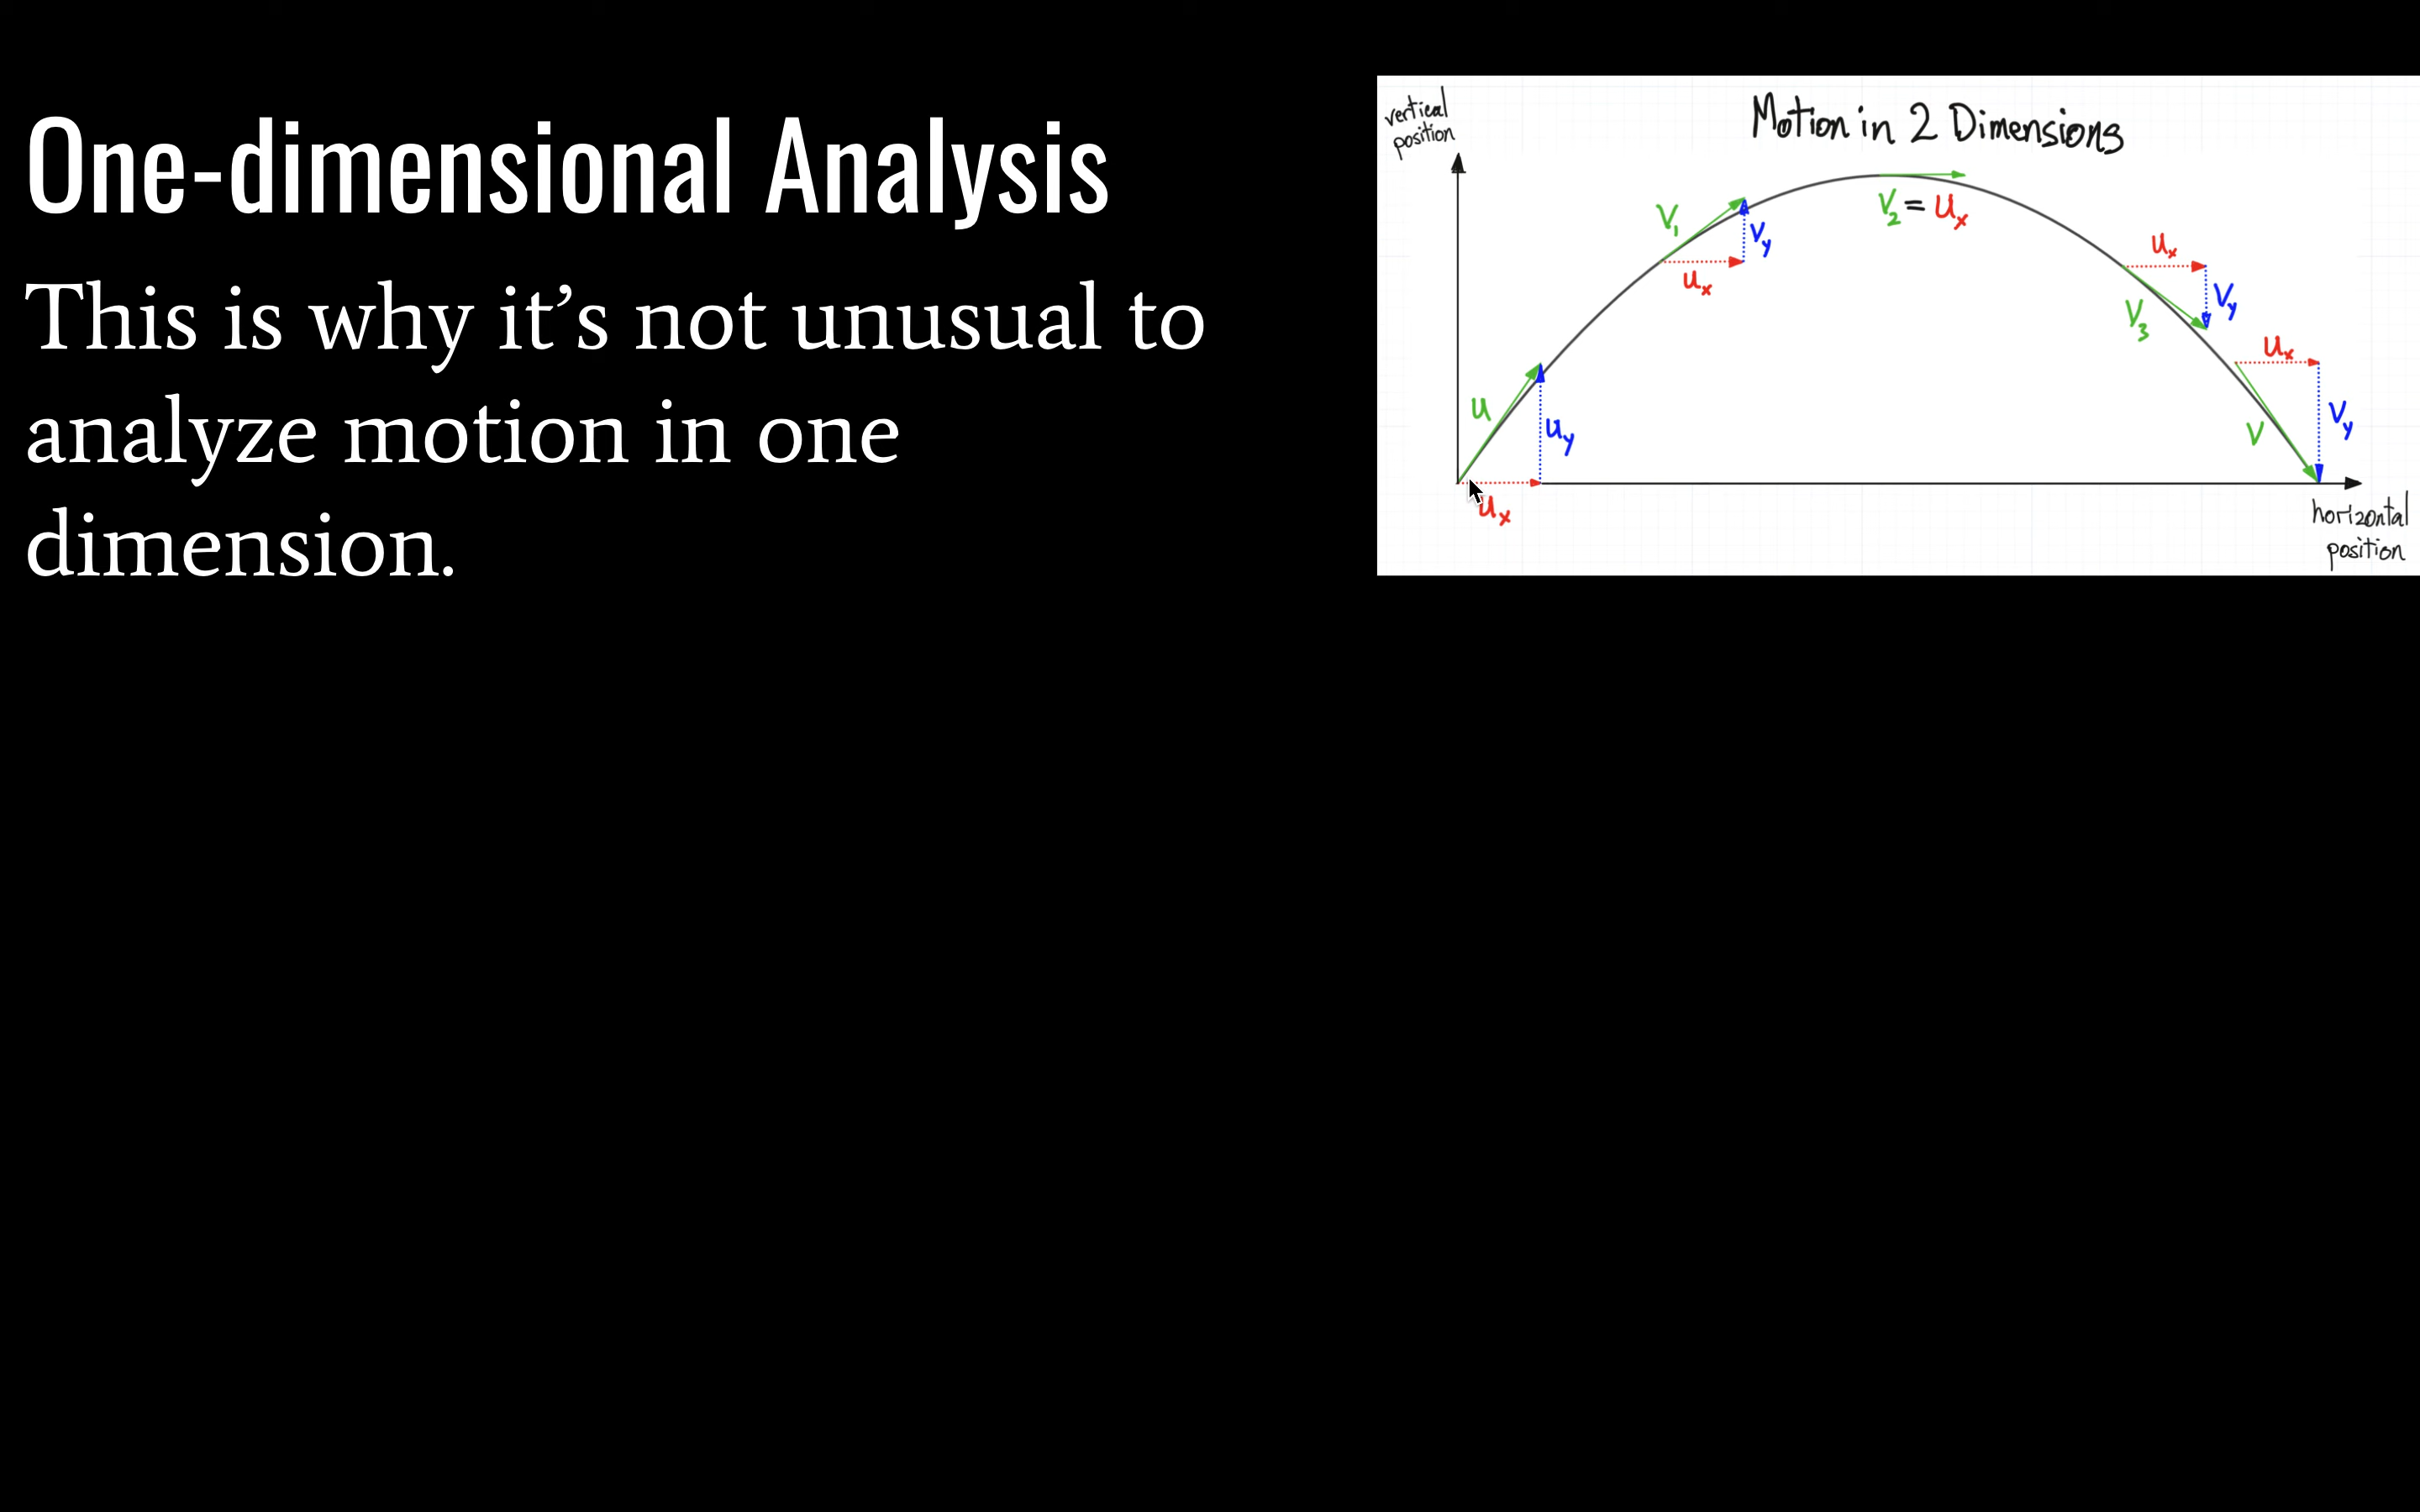 One-dimensional Analysis
This is why it’s not unusual to
analyze motion in one
dimension.
Motion in 2 Dimensions
vertical
position
V₁
uₓ
Vy
V₂ = uₓ
uₓ
Vy
V₃
uₓ
Vy
V
u
uy
uₓ
horizontal
position